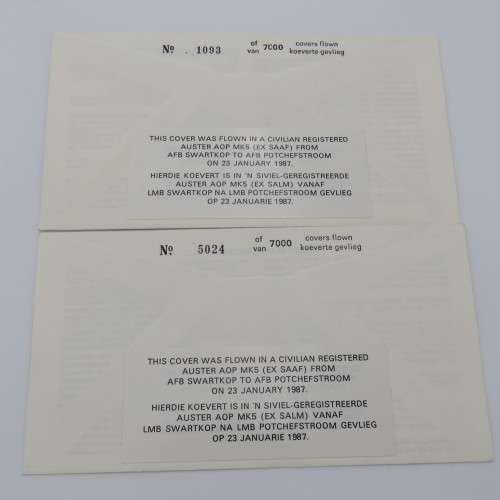 No. 1093 of 7000 covers flown
van koeverte gevlieg
THIS COVER WAS FLOWN IN A CIVILIAN REGISTERED
AUSTER AOP MK5 (EX SAAF) FROM
AFB SWARTKOP TO AFB POTCHEFSTROOM
ON 23 JANUARY 1987.
HIERDIE KOEVERT IS IN 'N SIVIEL-GEREGISTREERDE
AUSTER AOP MK5 (EX SALM) VANAF
LMB SWARTKOP NA LMB POTCHEFSTROOM GEVLIEG
OP 23 JANUARIE 1987.
No. 5024 of 7000 covers flown
van koeverte gevlieg
THIS COVER WAS FLOWN IN A CIVILIAN REGISTERED
AUSTER AOP MK5 (EX SAAF) FROM
AFB SWARTKOP TO AFB POTCHEFSTROOM
ON 23 JANUARY 1987.
HIERDIE KOEVERT IS IN 'N SIVIEL-GEREGISTREERDE
AUSTER AOP MK5 (EX SALM) VANAF
LMB SWARTKOP NA LMB POTCHEFSTROOM GEVLIEG
OP 23 JANUARIE 1987.